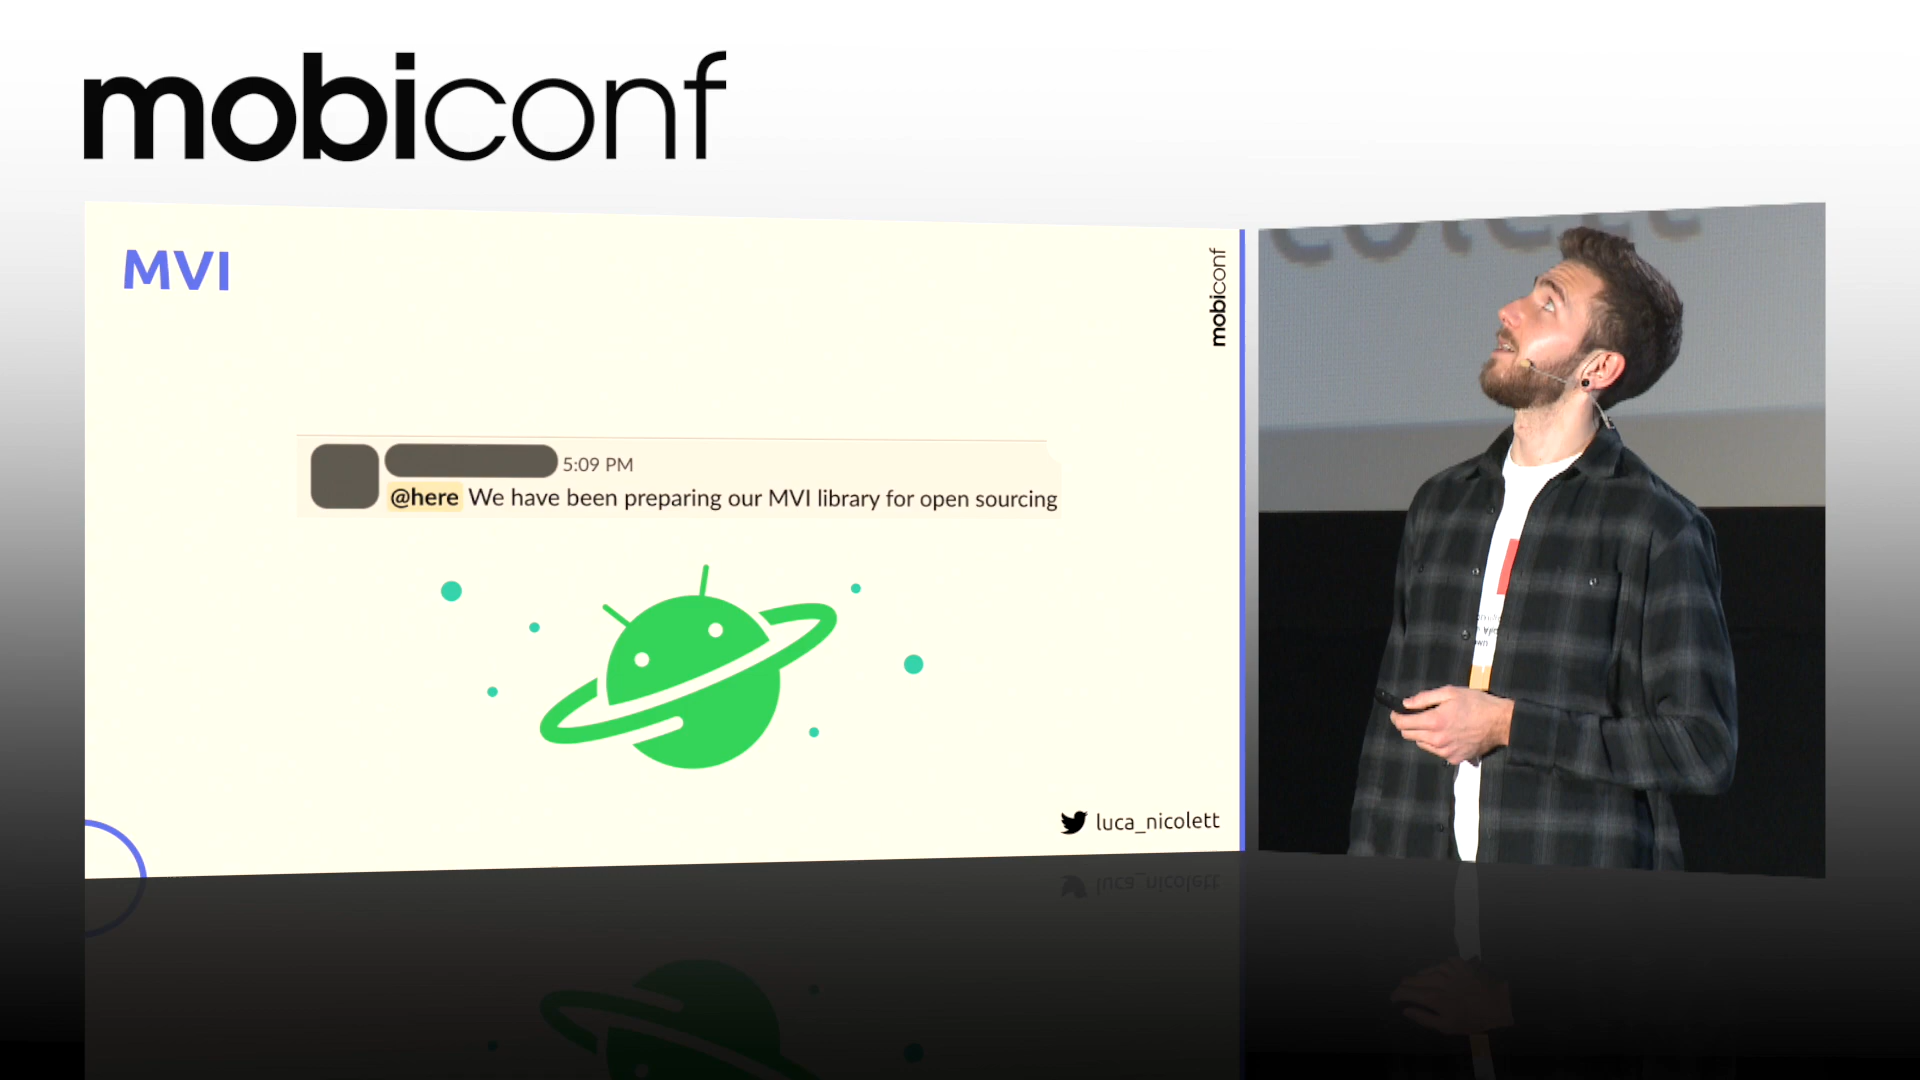 mobiconf
MVI
mobiconf
5:09 PM
@here We have been preparing our MVI library for open sourcing
luca_nicolett